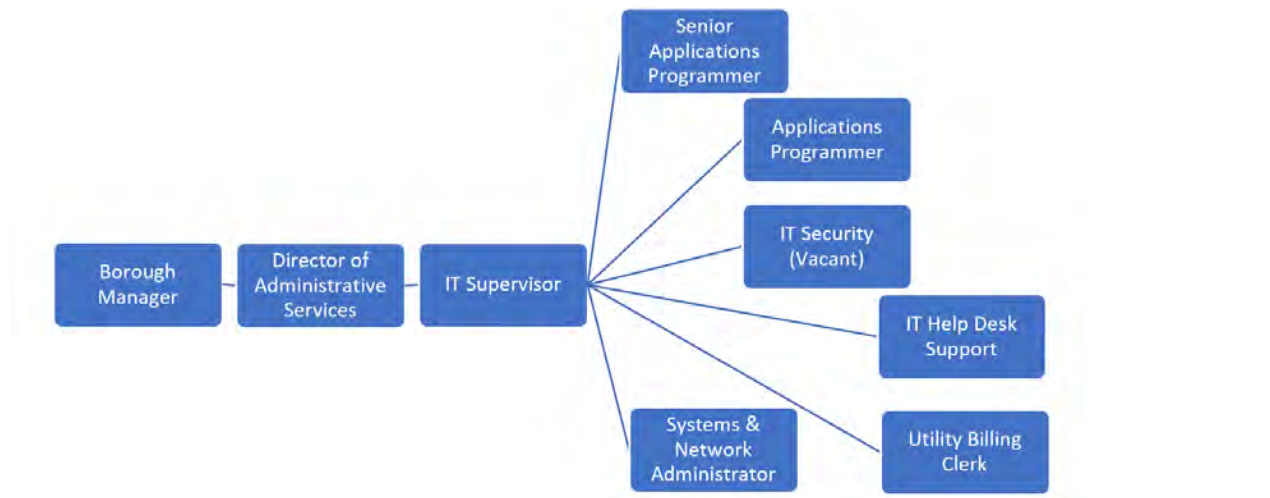 Senior
Applications
Programmer
Applications
Programmer
IT Security
(Vacant)
Borough
Manager
Director of
Administrative
Services
IT Supervisor
IT Help Desk
Support
Systems &
Network
Administrator
Utility Billing
Clerk